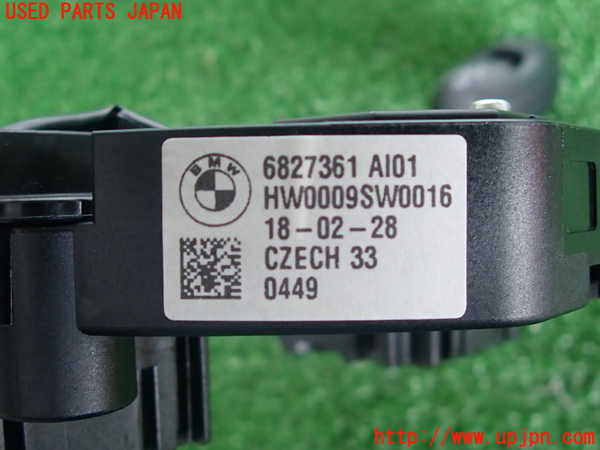 USED PARTS JAPAN
BMW
6827361 AI01
HW0009SW0016
18-02-28
CZECH 33
0449
http://www.upjpn.com/